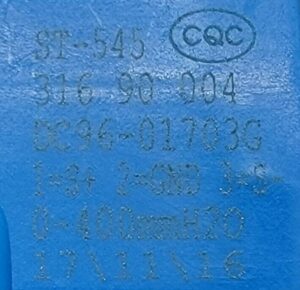 ST-545 CQC
316 90 004
DC96-01703G
1=B+ 2=GND 3=S
0-400mmH2O
17\11\16